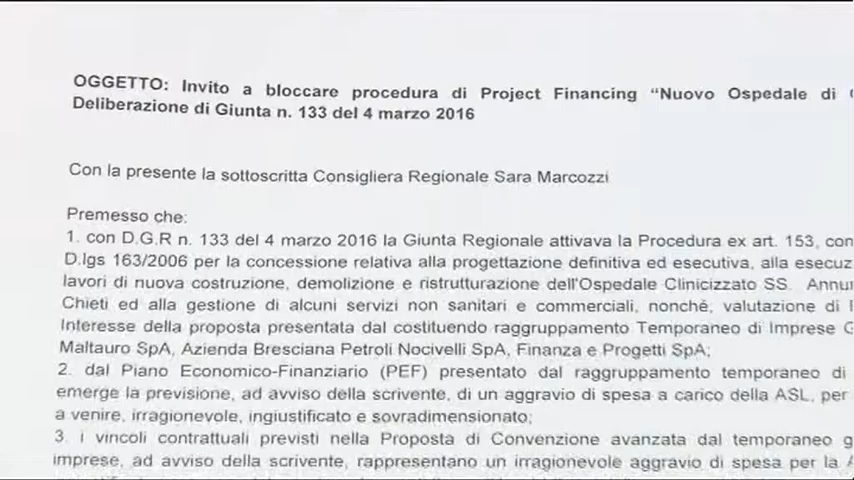 OGGETTO: Invito a bloccare procedura di Project Financing "Nuovo Ospedale di
Deliberazione di Giunta n. 133 del 4 marzo 2016
Con la presente la sottoscritta Consigliera Regionale Sara Marcozzi
Premesso che:
1. con D.G.R n. 133 del 4 marzo 2016 la Giunta Regionale attivava la Procedura ex art. 153, con
D.lgs 163/2006 per la concessione relativa alla progettazione definitiva ed esecutiva, alla esecuz
lavori di nuova costruzione, demolizione e ristrutturazione dell'Ospedale Clinicizzato SS. Annu
Chieti ed alla gestione di alcuni servizi non sanitari e commerciali, nonché; valutazione di
Interesse della proposta presentata dal costituendo raggruppamento Temporaneo di Imprese
Maltauro SpA, Azienda Bresciana Petroli Nocivelli SpA, Finanza e Progetti SpA;
2. dal Piano Economico-Finanziario (PEF) presentato dal raggruppamento temporaneo di
emerge la previsione, ad avviso della scrivente, di un aggravio di spesa a carico della ASL, per
a venire, irragionevole, ingiustificato e sovradimensionato;
3. i vincoli contrattuali previsti nella Proposta di Convenzione avanzata dal temporaneo g
imprese, ad avviso della scrivente, rappresentano un irragionevole aggravio di spesa per la A